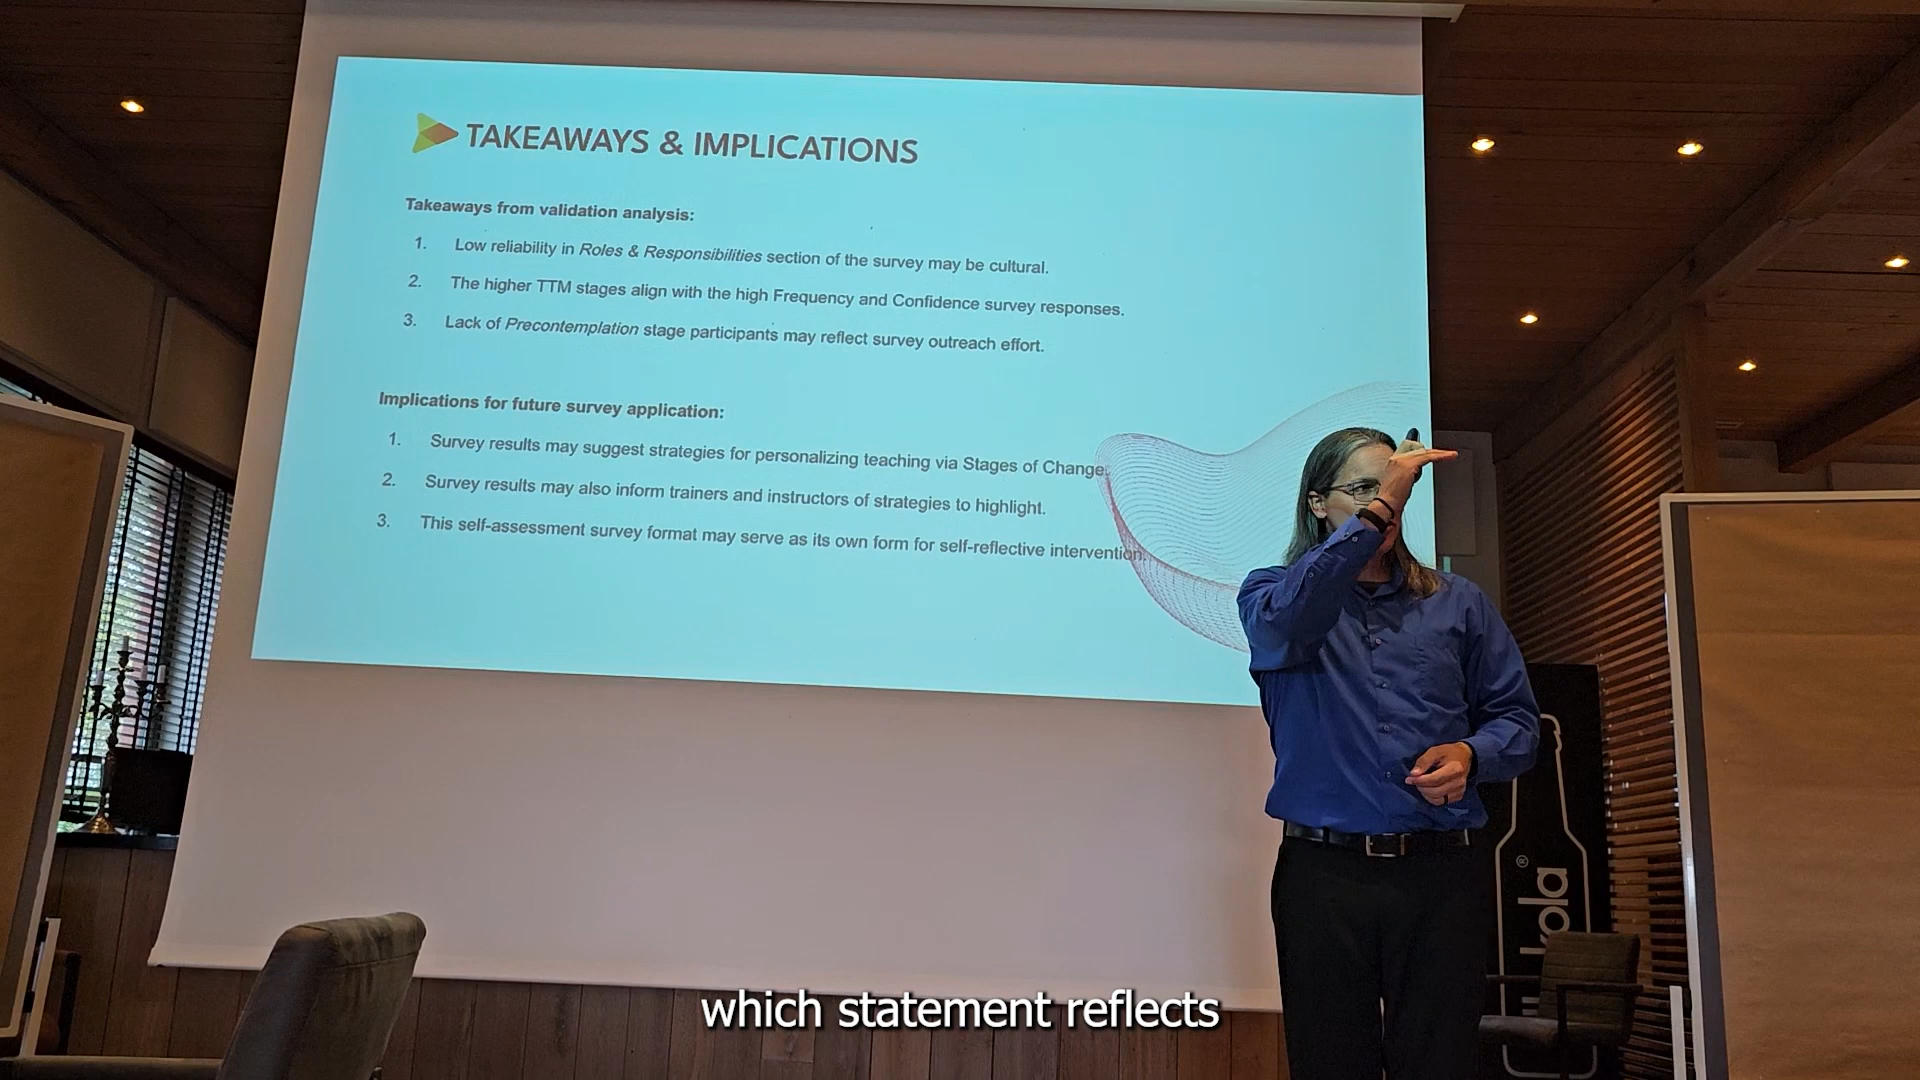 TAKEAWAYS & IMPLICATIONS
Takeaways from validation analysis:
1. Low reliability in Roles & Responsibilities section of the survey may be cultural.
2. The higher TTM stages align with the high Frequency and Confidence survey responses.
3. Lack of Precontemplation stage participants may reflect survey outreach effort.
Implications for future survey application:
1. Survey results may suggest strategies for personalizing teaching via Stages of Change.
2. Survey results may also inform trainers and instructors of strategies to highlight.
3. This self-assessment survey format may serve as its own form for self-reflective intervention.
which statement reflects